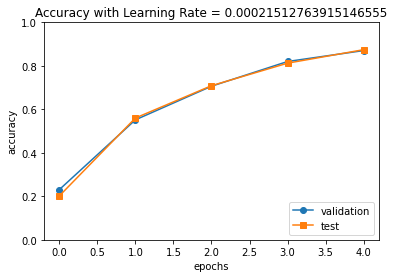 Accuracy with Learning Rate = 0.00021512763915146555
1.0
0.8
0.6
0.4
0.2
0.0
accuracy
0.0 0.5 1.0 1.5 2.0 2.5 3.0 3.5 4.0
epochs
validation
test